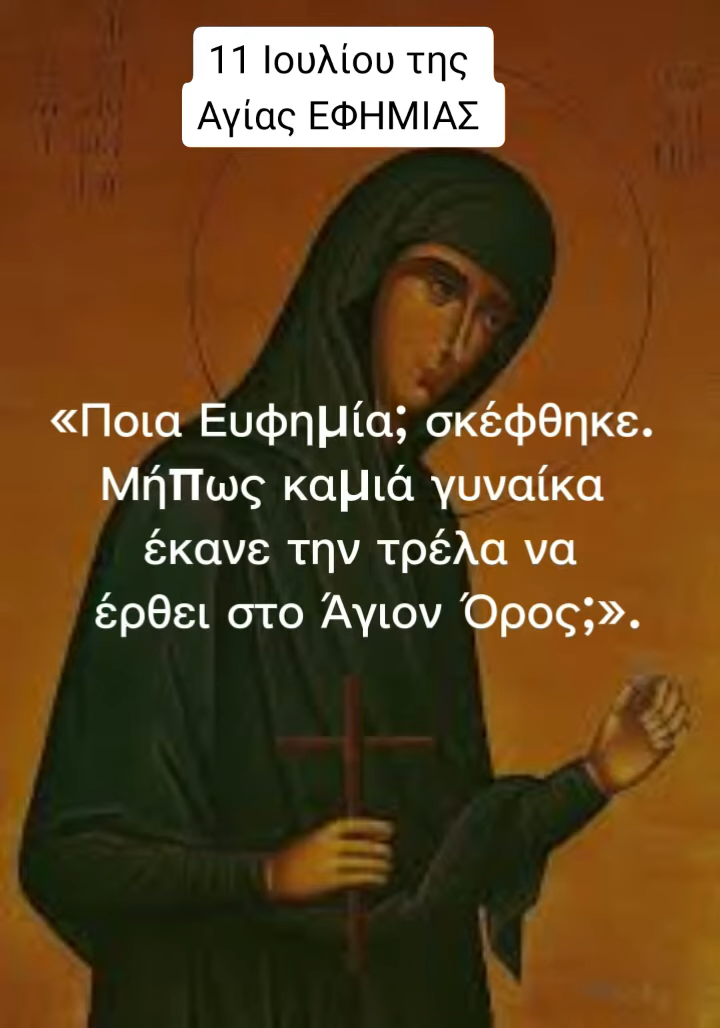 11 Ιουλίου της
Αγίας ΕΦΗΜΙΑΣ
«Ποια Ευφημία; σκέφθηκε.
Μήπως καμιά γυναίκα
έκανε την τρέλα να
έρθει στο Άγιον Όρος;».